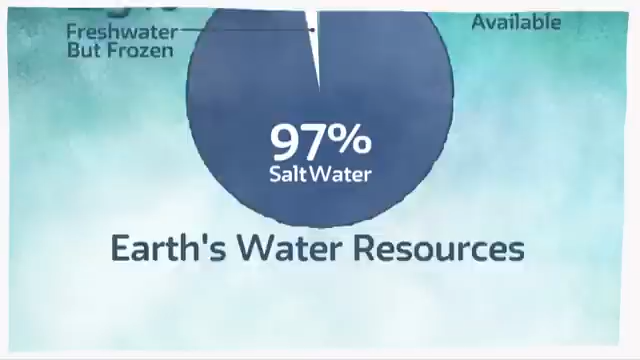 Freshwater
But Frozen
Available
97%
Salt Water
Earth's Water Resources